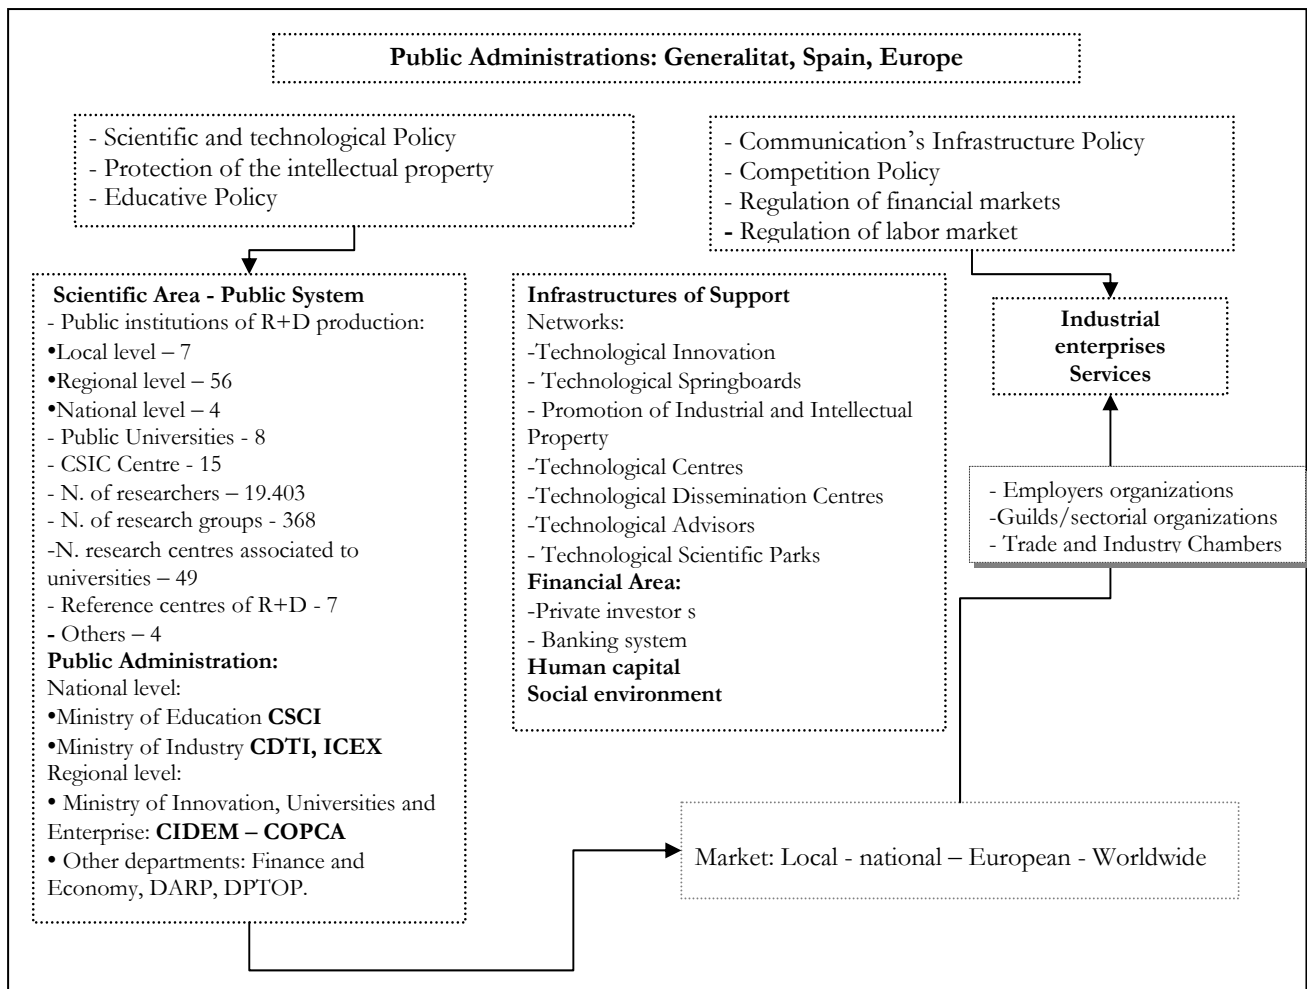 Public Administrations: Generalitat, Spain, Europe
- Scientific and technological Policy
- Protection of the intellectual property
- Educative Policy
- Communication’s Infrastructure Policy
- Competition Policy
- Regulation of financial markets
- Regulation of labor market
Scientific Area - Public System
- Public institutions of R+D production:
•Local level – 7
•Regional level – 56
•National level – 4
- Public Universities - 8
- CSIC Centre - 15
- N. of researchers – 19.403
- N. of research groups - 368
-N. research centres associated to
universities – 49
- Reference centres of R+D - 7
- Others – 4
Public Administration:
National level:
•Ministry of Education CSCI
•Ministry of Industry CDTI, ICEX
Regional level:
• Ministry of Innovation, Universities and
Enterprise: CIDEM – COPCA
• Other departments: Finance and
Economy, DARP, DPTOP.
Infrastructures of Support
Networks:
-Technological Innovation
- Technological Springboards
- Promotion of Industrial and Intellectual
Property
-Technological Centres
-Technological Dissemination Centres
-Technological Advisors
- Technological Scientific Parks
Financial Area:
-Private investor s
- Banking system
Human capital
Social environment
Industrial
enterprises
Services
- Employers organizations
-Guilds/sectorial organizations
- Trade and Industry Chambers
Market: Local - national – European - Worldwide